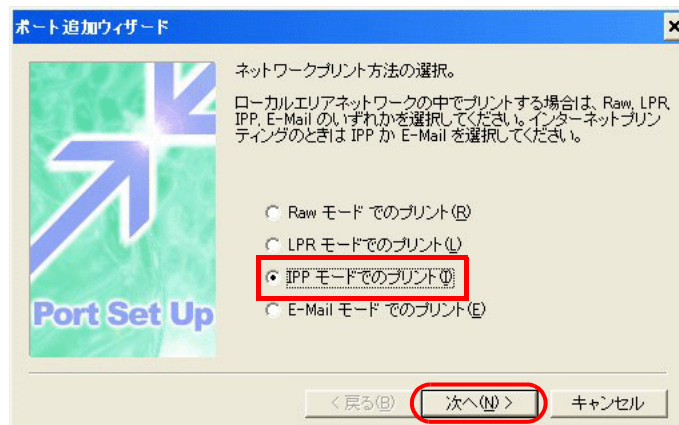 ポート追加ウィザード
ネットワークプリント方法の選択。
ローカルエリアネットワークの中でプリントする場合は、Raw, LPR,
IPP, E-Mail のいずれかを選択してください。インターネットプリン
ティングのときは IPP か E-Mail を選択してください。
Raw モード でのプリント(R)
LPR モードでのプリント(L)
IPP モードでのプリント(I)
E-Mail モード でのプリント(E)
Port Set Up
< 戻る(B)
次へ(N) >
キャンセル